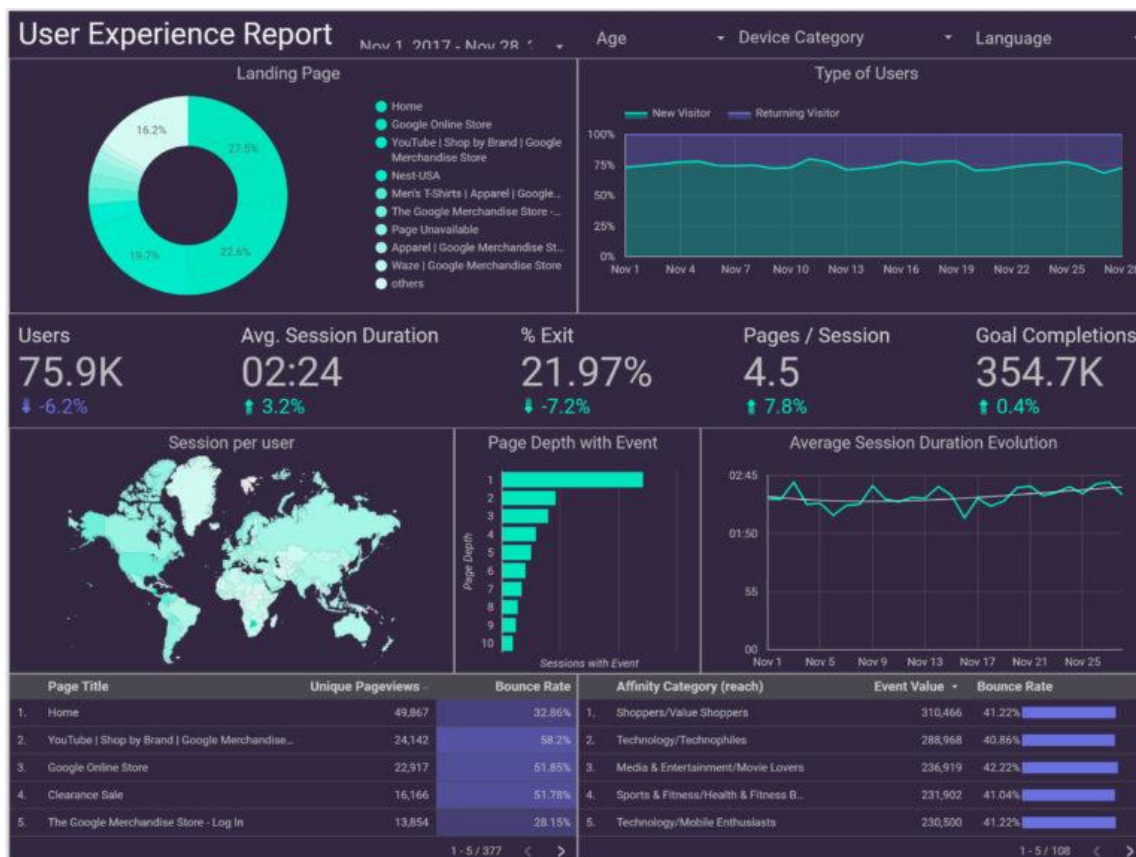 User Experience Report
Nov 1, 2017 - Nov 28,
Age
Device Category
Language
Landing Page
16.2%
27.5%
22.6%
19.7%
Home
Google Online Store
YouTube | Shop by Brand | Google
Merchandise Store
Nest-USA
Men's T-Shirts | Apparel | Google...
The Google Merchandise Store -...
Page Unavailable
Apparel | Google Merchandise St...
Waze | Google Merchandise Store
others
Type of Users
New Visitor
Returning Visitor
100%
75%
50%
25%
0%
Nov 1 Nov 4 Nov 7 Nov 10 Nov 13 Nov 16 Nov 19 Nov 22 Nov 25 Nov 28
Users
75.9K
-6.2%
Avg. Session Duration
02:24
3.2%
% Exit
21.97%
-7.2%
Pages / Session
4.5
7.8%
Goal Completions
354.7K
0.4%
Session per user
Page Depth with Event
Page Depth
1
2
3
4
5
6
7
8
9
10
Sessions with Event
Average Session Duration Evolution
02:45
01:50
55
00
Nov 1 Nov 5 Nov 9 Nov 13 Nov 17 Nov 21 Nov 25
Page Title Unique Pageviews Bounce Rate
1. Home 49,867 32.86%
2. YouTube | Shop by Brand | Google Merchandise... 24,142 58.2%
3. Google Online Store 22,917 51.85%
4. Clearance Sale 16,166 51.78%
5. The Google Merchandise Store - Log In 13,854 28.15%
1 - 5 / 377 < >
Affinity Category (reach) Event Value Bounce Rate
1. Shoppers/Value Shoppers 310,466 41.22%
2. Technology/Technophiles 288,968 40.86%
3. Media & Entertainment/Movie Lovers 236,919 42.22%
4. Sports & Fitness/Health & Fitness B... 231,902 41.04%
5. Technology/Mobile Enthusiasts 230,500 41.22%
1 - 5 / 108 < >